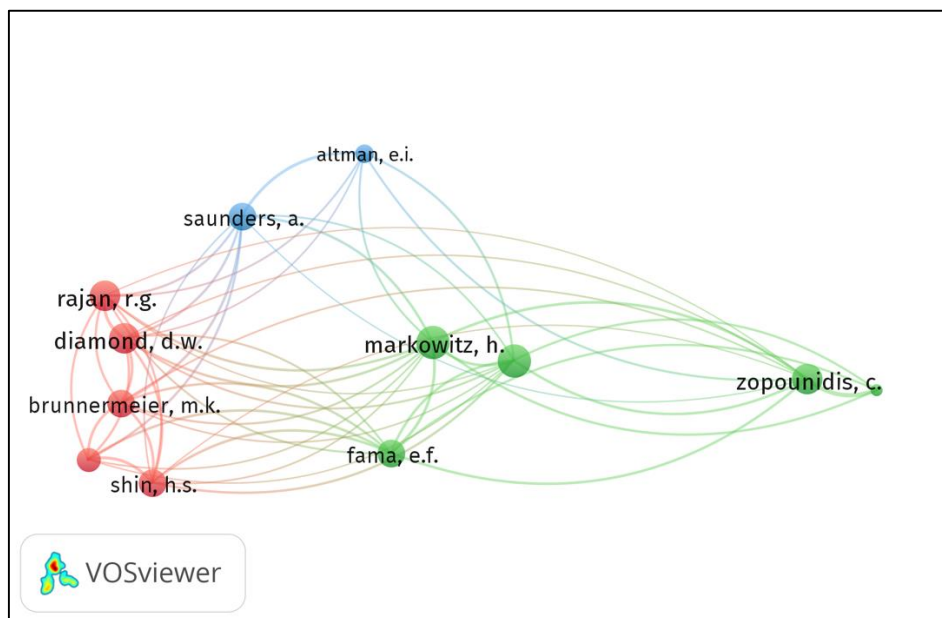 altman, e.i.
saunders, a.
rajan, r.g.
diamond, d.w.
markowitz, h.
zopounidis, c.
brunnermeier, m.k.
fama, e.f.
shin, h.s.
VOSviewer